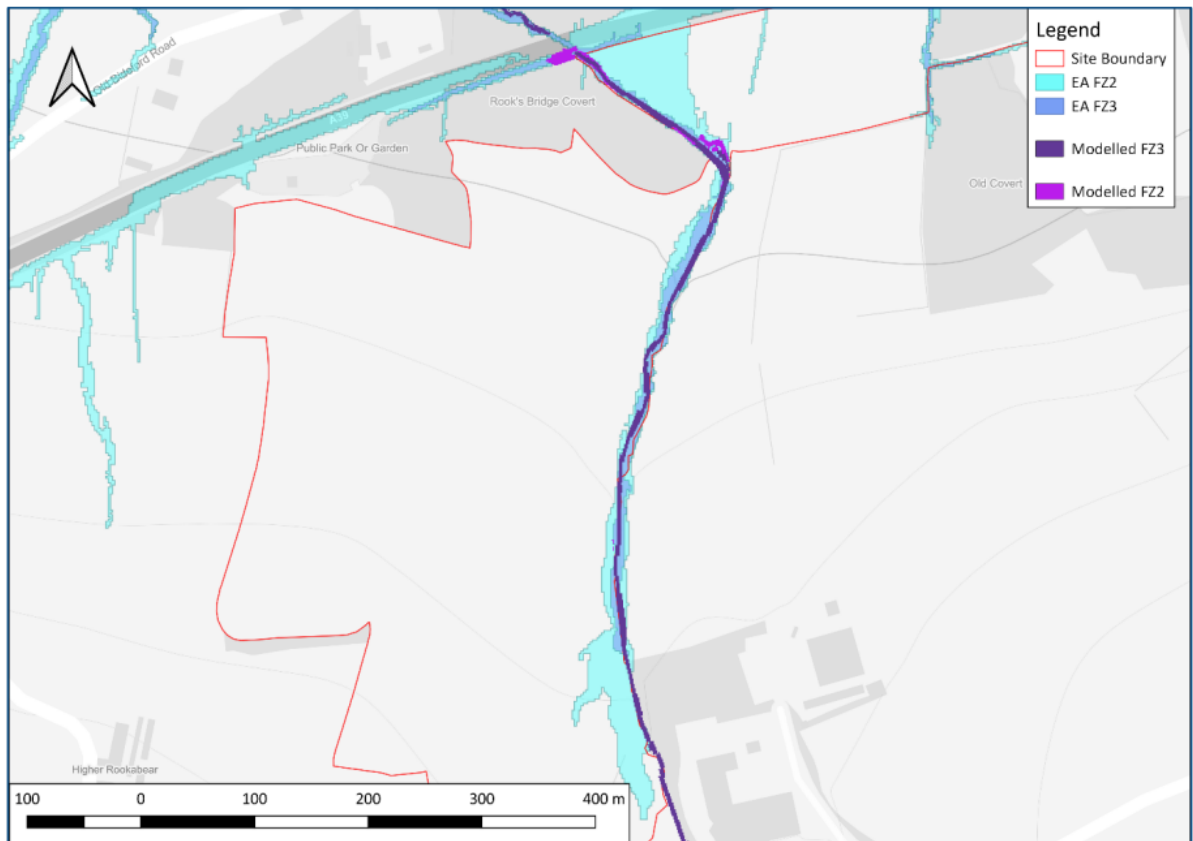 Legend
Site Boundary
EA FZ2
EA FZ3
Modelled FZ3
Modelled FZ2
Old Bideford Road
Rook's Bridge Covert
A39
Public Park Or Garden
Old Covert
Higher Rookabear
100 0 100 200 300 400 m